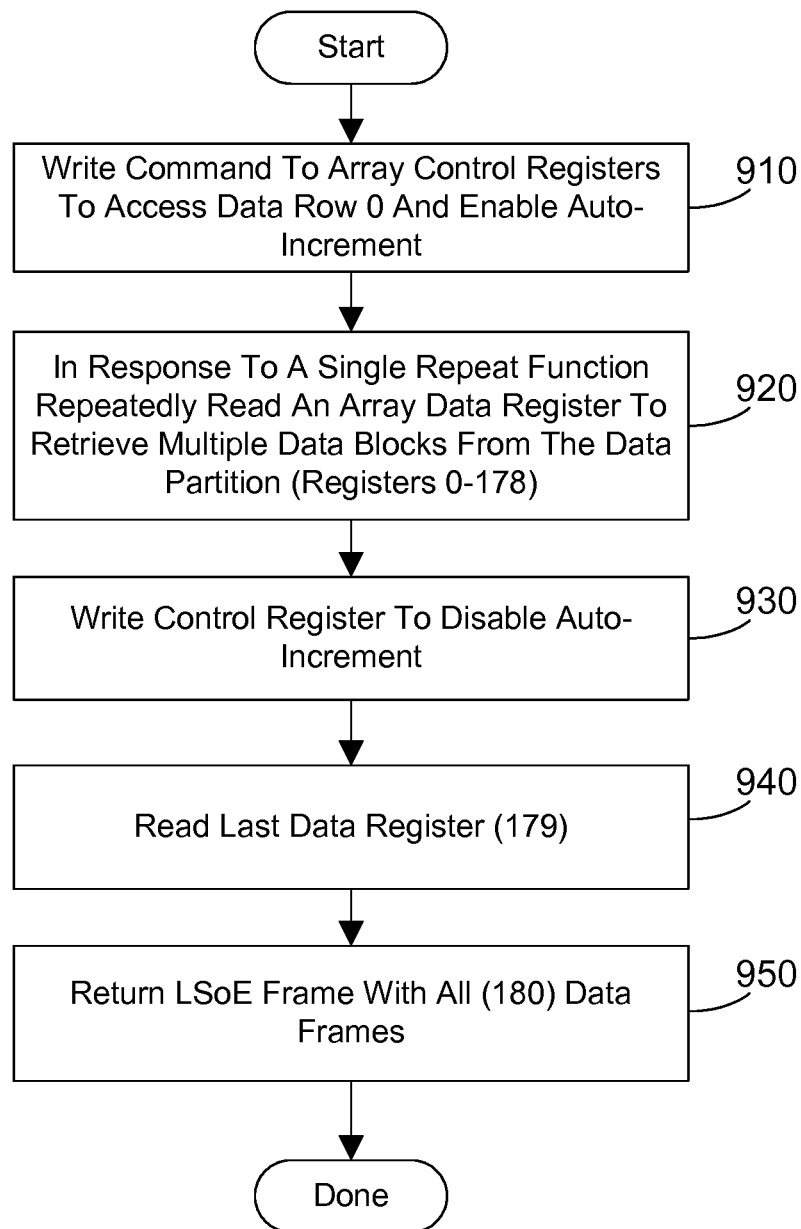 Start
Write Command To Array Control Registers
To Access Data Row 0 And Enable Auto-
Increment
910
In Response To A Single Repeat Function
Repeatedly Read An Array Data Register To
Retrieve Multiple Data Blocks From The Data
Partition (Registers 0-178)
920
Write Control Register To Disable Auto-
Increment
930
Read Last Data Register (179)
940
Return LSoE Frame With All (180) Data
Frames
950
Done